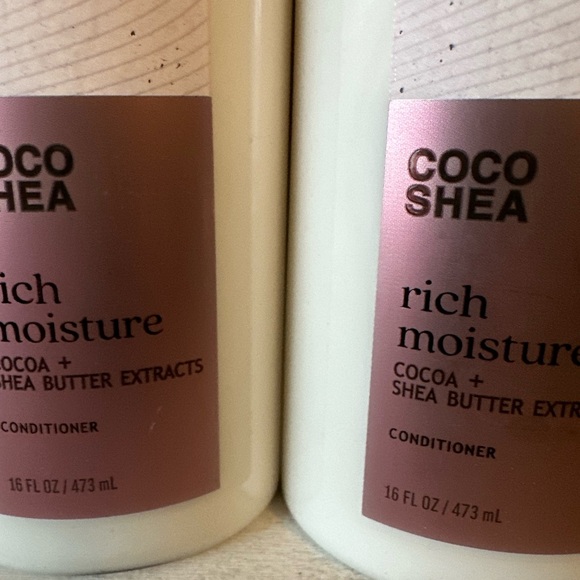 OCO
HEA
ich
moisture
COCOA +
SHEA BUTTER EXTRACTS
CONDITIONER
16 FL OZ / 473 mL
COCO
SHEA
rich
moisture
COCOA +
SHEA BUTTER EXTR
CONDITIONER
16 FL OZ / 473 mL